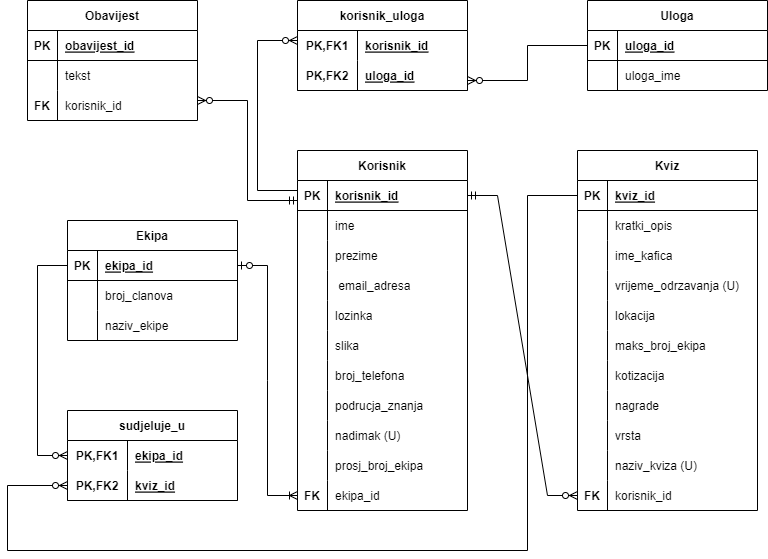 Obavijest
PK obavijest_id
tekst
FK korisnik_id
korisnik_uloga
PK,FK1 korisnik_id
PK,FK2 uloga_id
Uloga
PK uloga_id
uloga_ime
Ekipa
PK ekipa_id
broj_clanova
naziv_ekipe
sudjeluje_u
PK,FK1 ekipa_id
PK,FK2 kviz_id
Korisnik
PK korisnik_id
ime
prezime
email_adresa
lozinka
slika
broj_telefona
podrucja_znanja
nadimak (U)
prosj_broj_ekipa
FK ekipa_id
Kviz
PK kviz_id
kratki_opis
ime_kafica
vrijeme_odrzavanja (U)
lokacija
maks_broj_ekipa
kotizacija
nagrade
vrsta
naziv_kviza (U)
FK korisnik_id